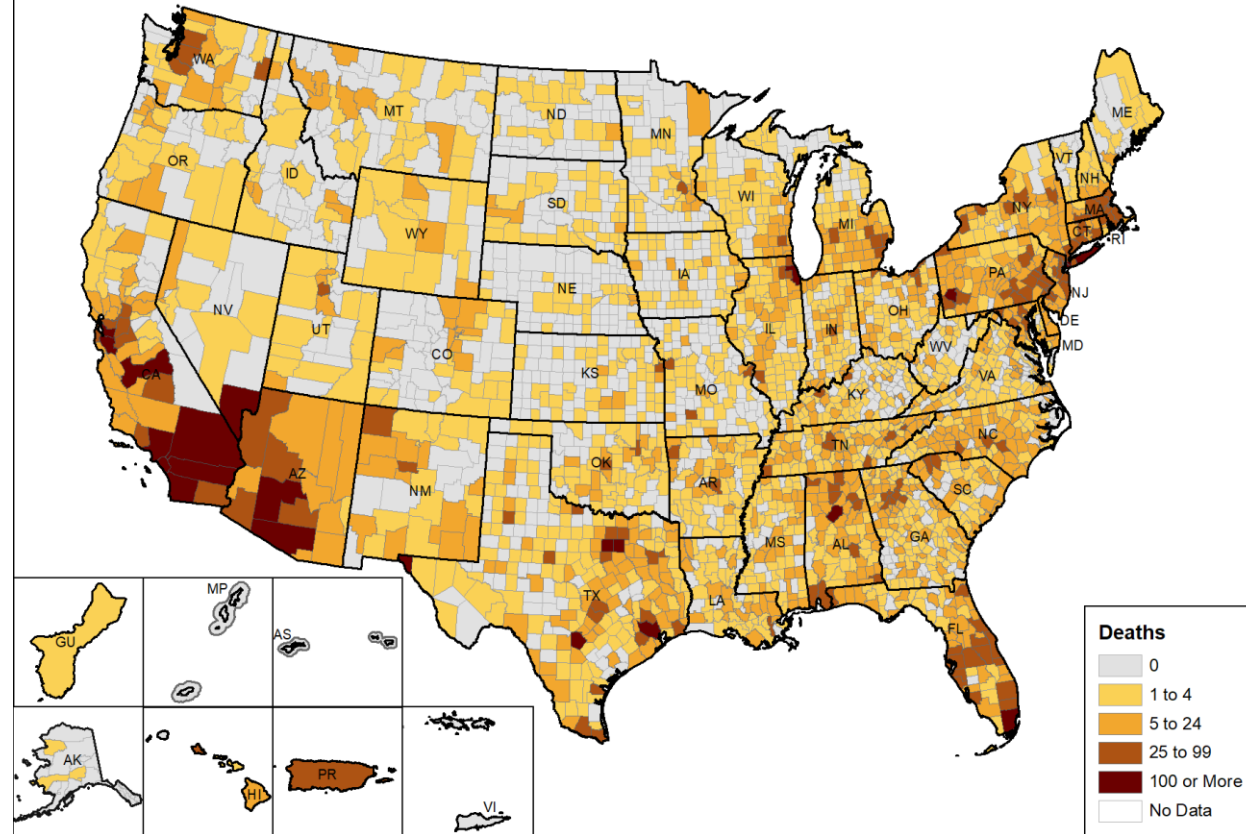 WA
MT
ND
MN
ME
OR
ID
SD
WI
VT
NH
NY
MA
WY
MI
CT
RI
IA
PA
NE
NJ
NV
OH
UT
IL
IN
DE
CO
WV
MD
CA
KS
MO
VA
KY
NC
TN
AZ
OK
NM
AR
SC
MS
AL
GA
TX
LA
FL
GU
MP
AS
AK
HI
PR
VI
Deaths
0
1 to 4
5 to 24
25 to 99
100 or More
No Data